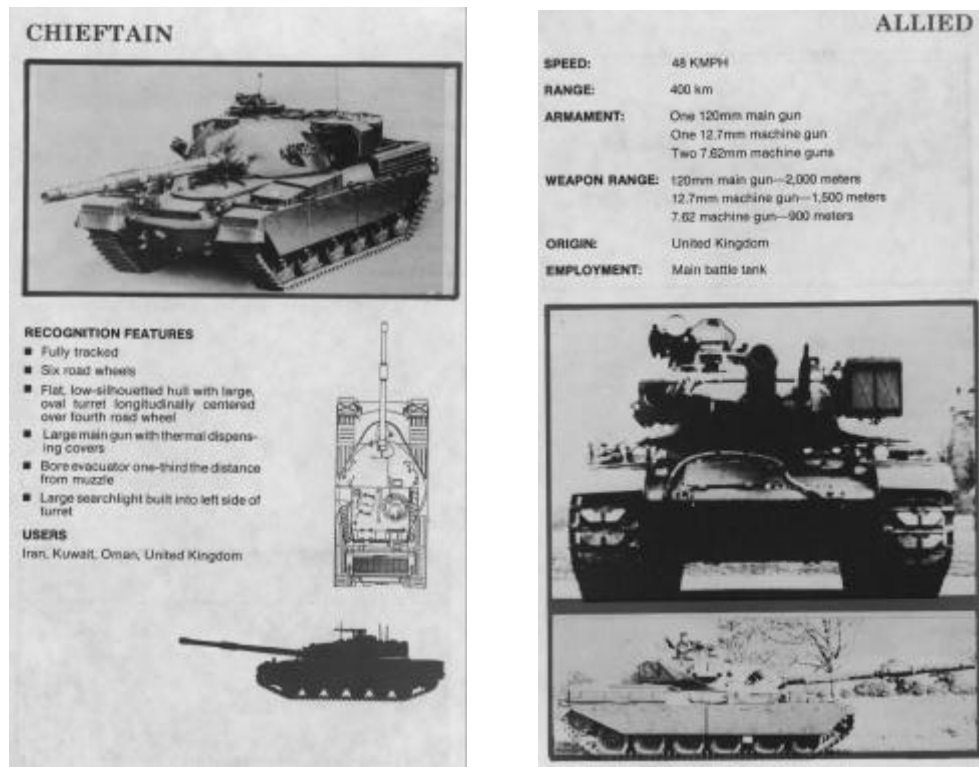 CHIEFTAIN
RECOGNITION FEATURES
■ Fully tracked
■ Six road wheels
■ Flat, low-silhouetted hull with large,
oval turret longitudinally centered
over fourth road wheel
■ Large main gun with thermal dispens-
ing covers
■ Bore evacuator one-third the distance
from muzzle
■ Large searchlight built into left side of
turret
USERS
Iran, Kuwait, Oman, United Kingdom
ALLIED
SPEED: 48 KMPH
RANGE: 400 km
ARMAMENT: One 120mm main gun
One 12.7mm machine gun
Two 7.62mm machine guns
WEAPON RANGE: 120mm main gun—2,000 meters
12.7mm machine gun—1,500 meters
7.62 machine gun—900 meters
ORIGIN: United Kingdom
EMPLOYMENT: Main battle tank